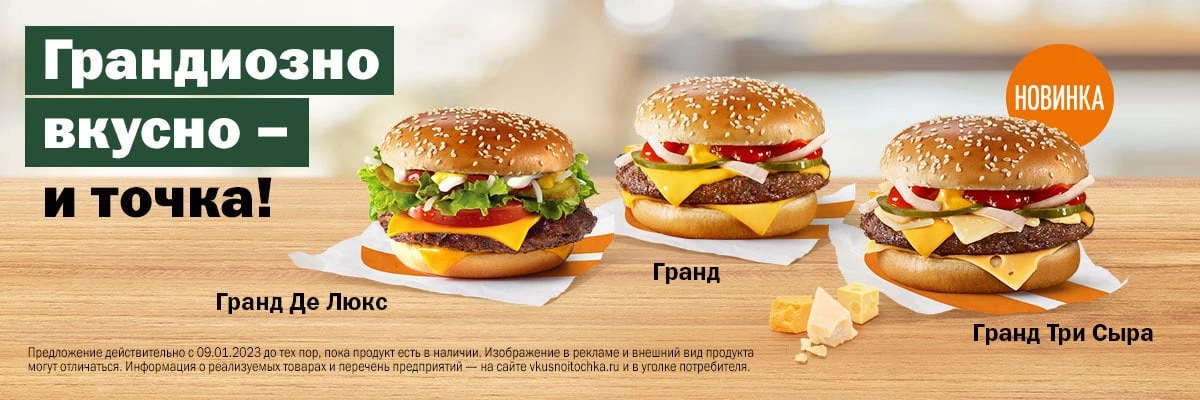 Грандиозно
вкусно –
и точка!
НОВИНКА
Гранд Де Люкс
Гранд
Гранд Три Сыра
Предложение действительно с 09.01.2023 до тех пор, пока продукт есть в наличии. Изображение в рекламе и внешний вид продукта
могут отличаться. Информация о реализуемых товарах и перечень предприятий — на сайте vkusnoitochka.ru и в уголке потребителя.